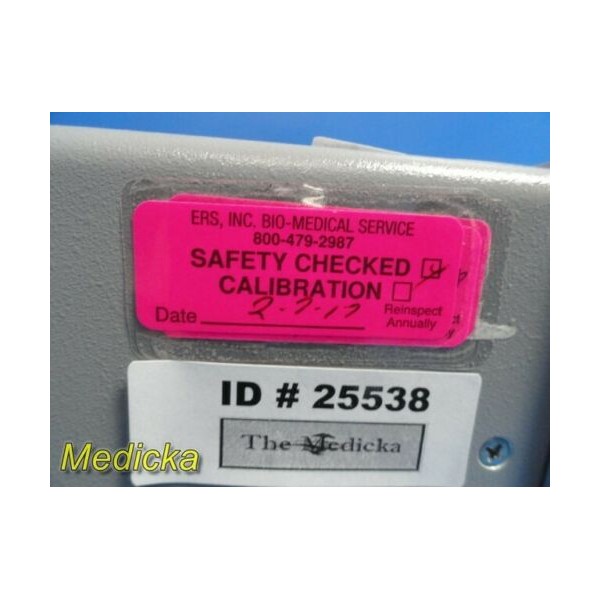 ERS, INC. BIO-MEDICAL SERVICE
800-479-2987
SAFETY CHECKED
CALIBRATION
Date 2-7-17
Reinspect
Annually
ID # 25538
The Medicka
Medicka